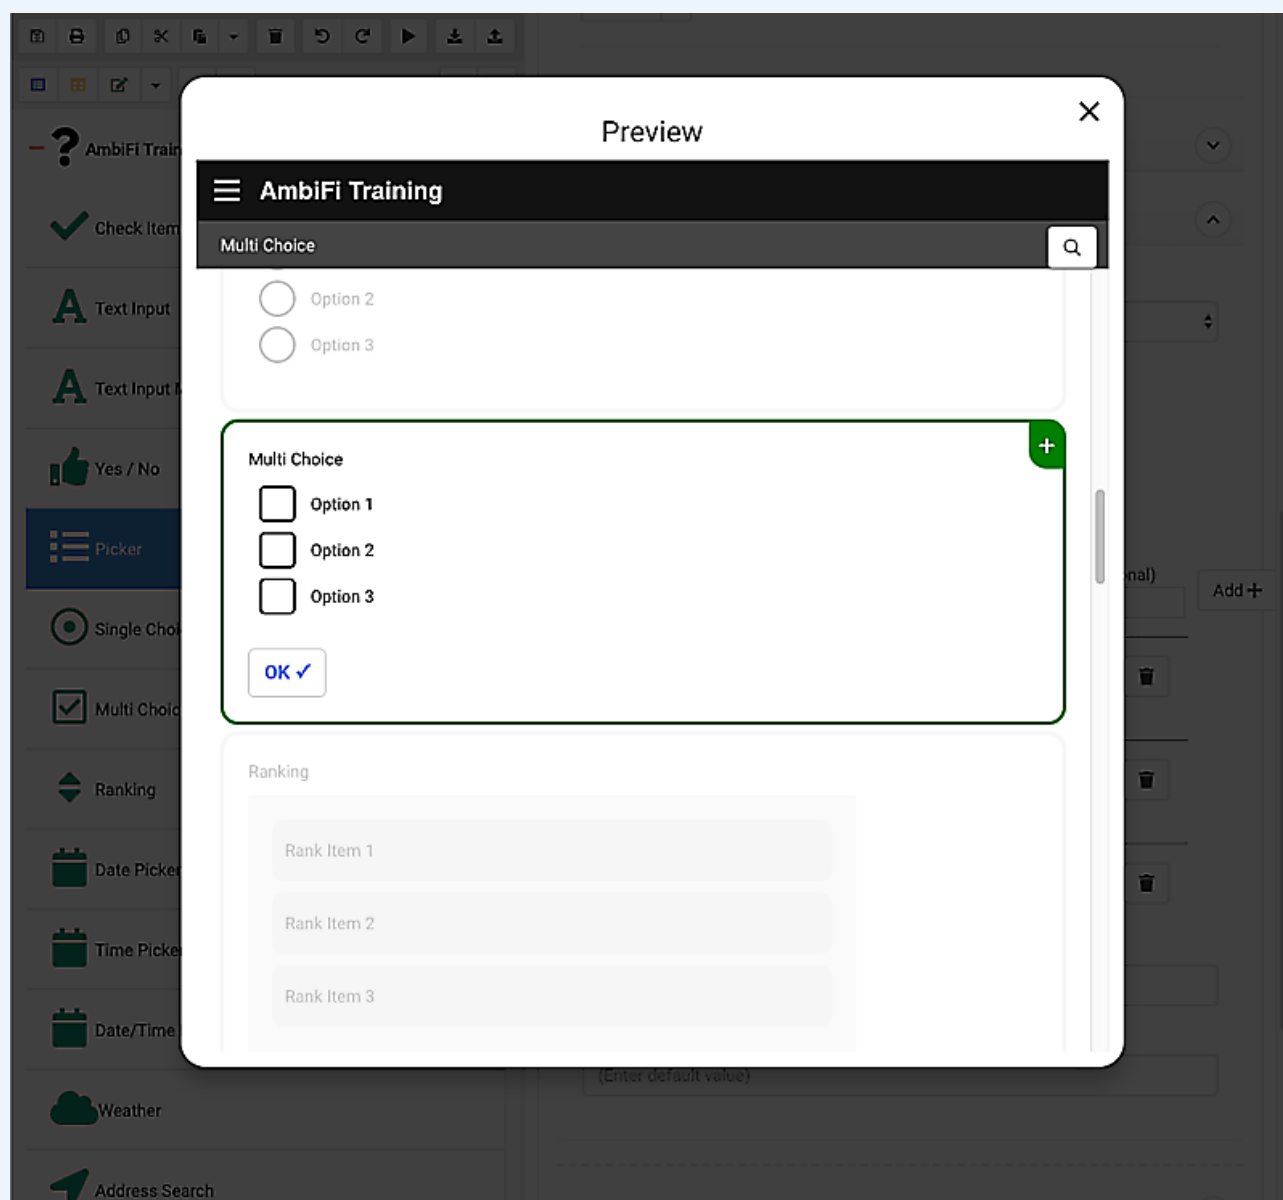 Preview
AmbiFi Training
Multi Choice
Option 2
Option 3
Multi Choice
Option 1
Option 2
Option 3
OK
Ranking
Rank Item 1
Rank Item 2
Rank Item 3
AmbiFi Train
Check Item
Text Input
Text Input
Yes / No
Picker
Single Choi
Multi Choic
Ranking
Date Picker
Time Picke
Date/Time
Weather
Address Search
nal)
Add
(Enter default value)